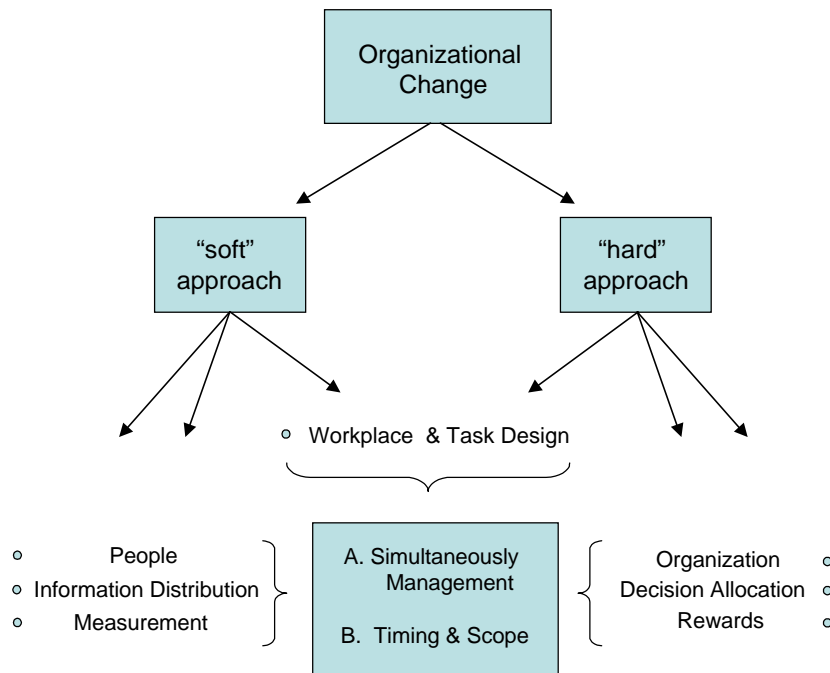 Organizational
Change
“soft”
approach
“hard”
approach
Workplace & Task Design
People
Information Distribution
Measurement
A. Simultaneously
Management
B. Timing & Scope
Organization
Decision Allocation
Rewards